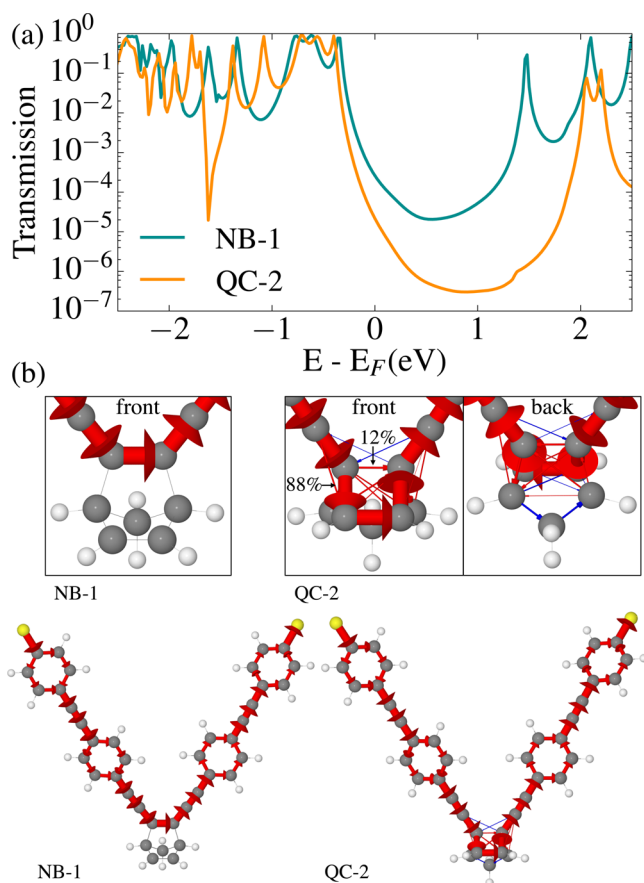 (a)
Transmission
10^0
10^-1
10^-2
10^-3
10^-4
10^-5
10^-6
10^-7
NB-1
QC-2
−2 −1 0 1 2
E - E_F(eV)
(b)
front
front
back
12%
88%
NB-1
QC-2
NB-1
QC-2